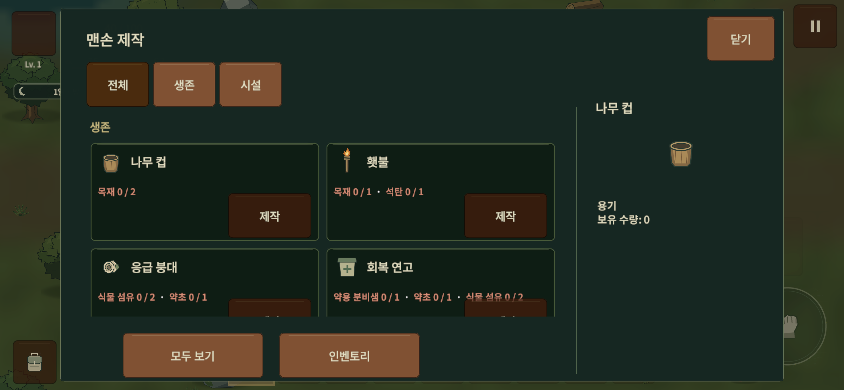 맨손 제작
닫기
Lv. 1
전체
생존
시설
생존
나무 컵
목재 0 / 2
제작
횃불
목재 0 / 1 · 석탄 0 / 1
제작
응급 붕대
식물 섬유 0 / 2 · 약초 0 / 1
회복 연고
약용 분비샘 0 / 1 · 약초 0 / 1 · 식물 섬유 0 / 2
모두 보기
인벤토리
나무 컵
용기
보유 수량: 0